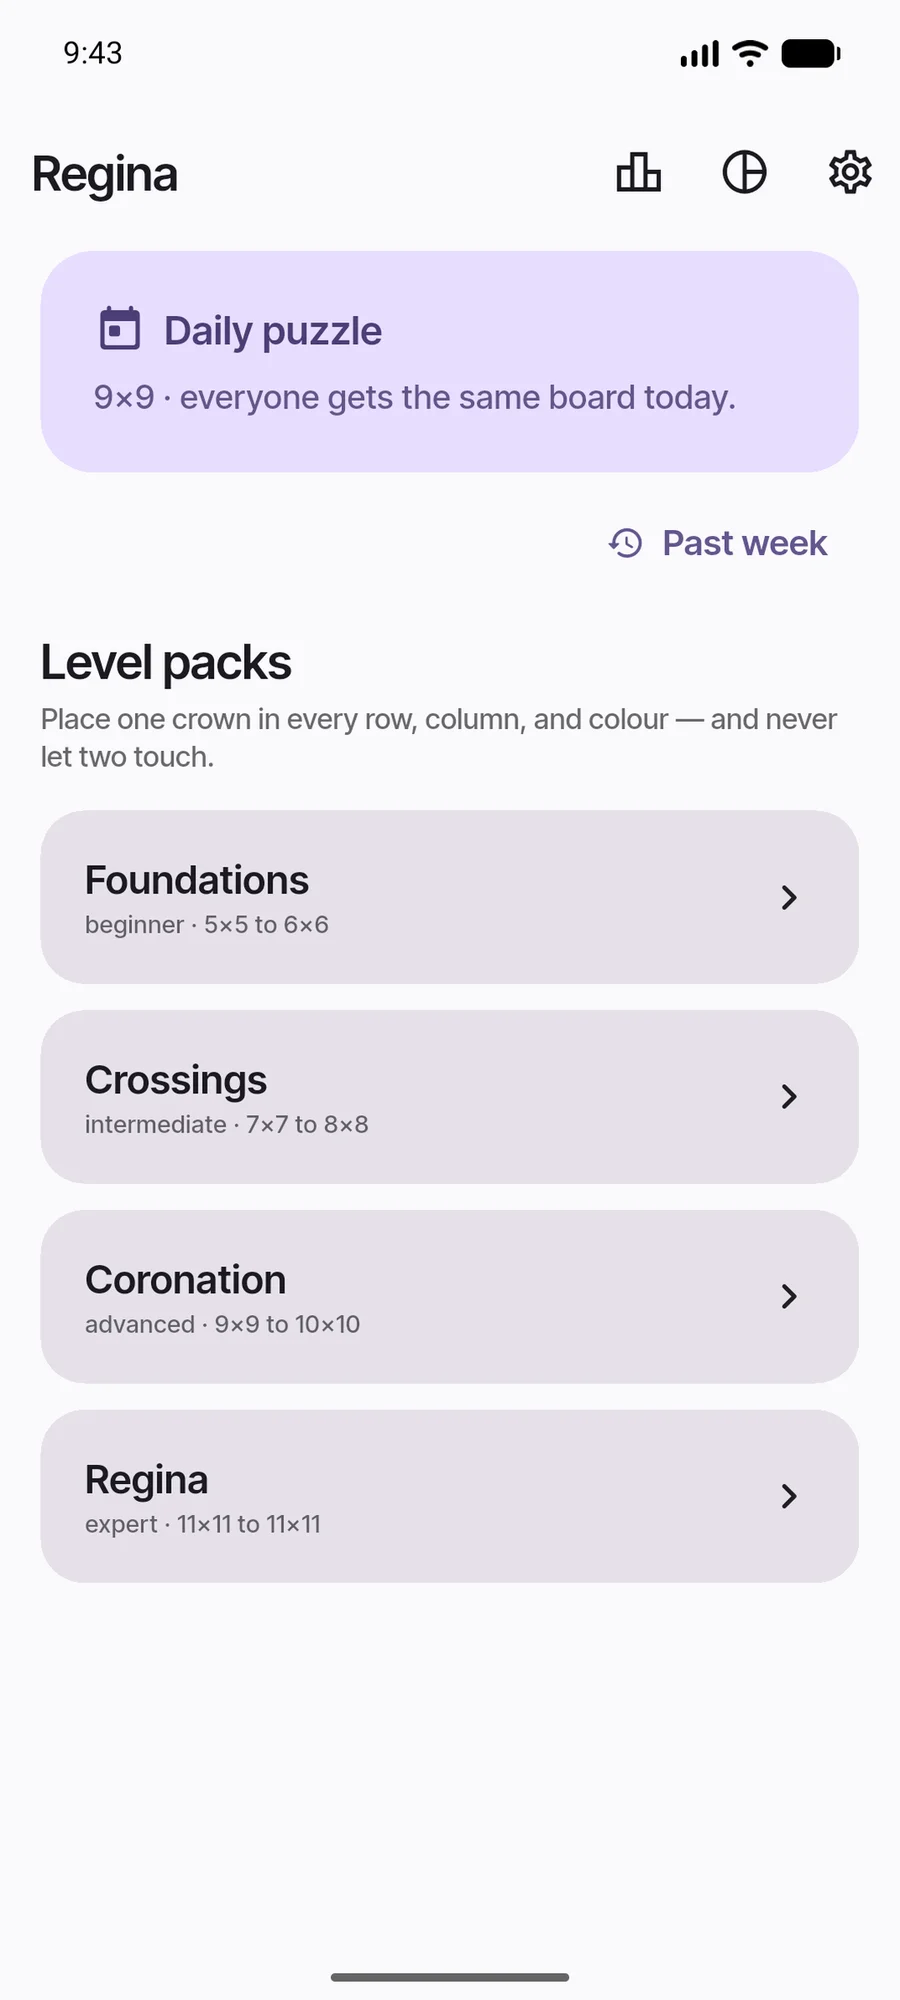 9:43
Regina
Daily puzzle
9×9 · everyone gets the same board today.
Past week
Level packs
Place one crown in every row, column, and colour — and never
let two touch.
Foundations
beginner · 5×5 to 6×6
Crossings
intermediate · 7×7 to 8×8
Coronation
advanced · 9×9 to 10×10
Regina
expert · 11×11 to 11×11